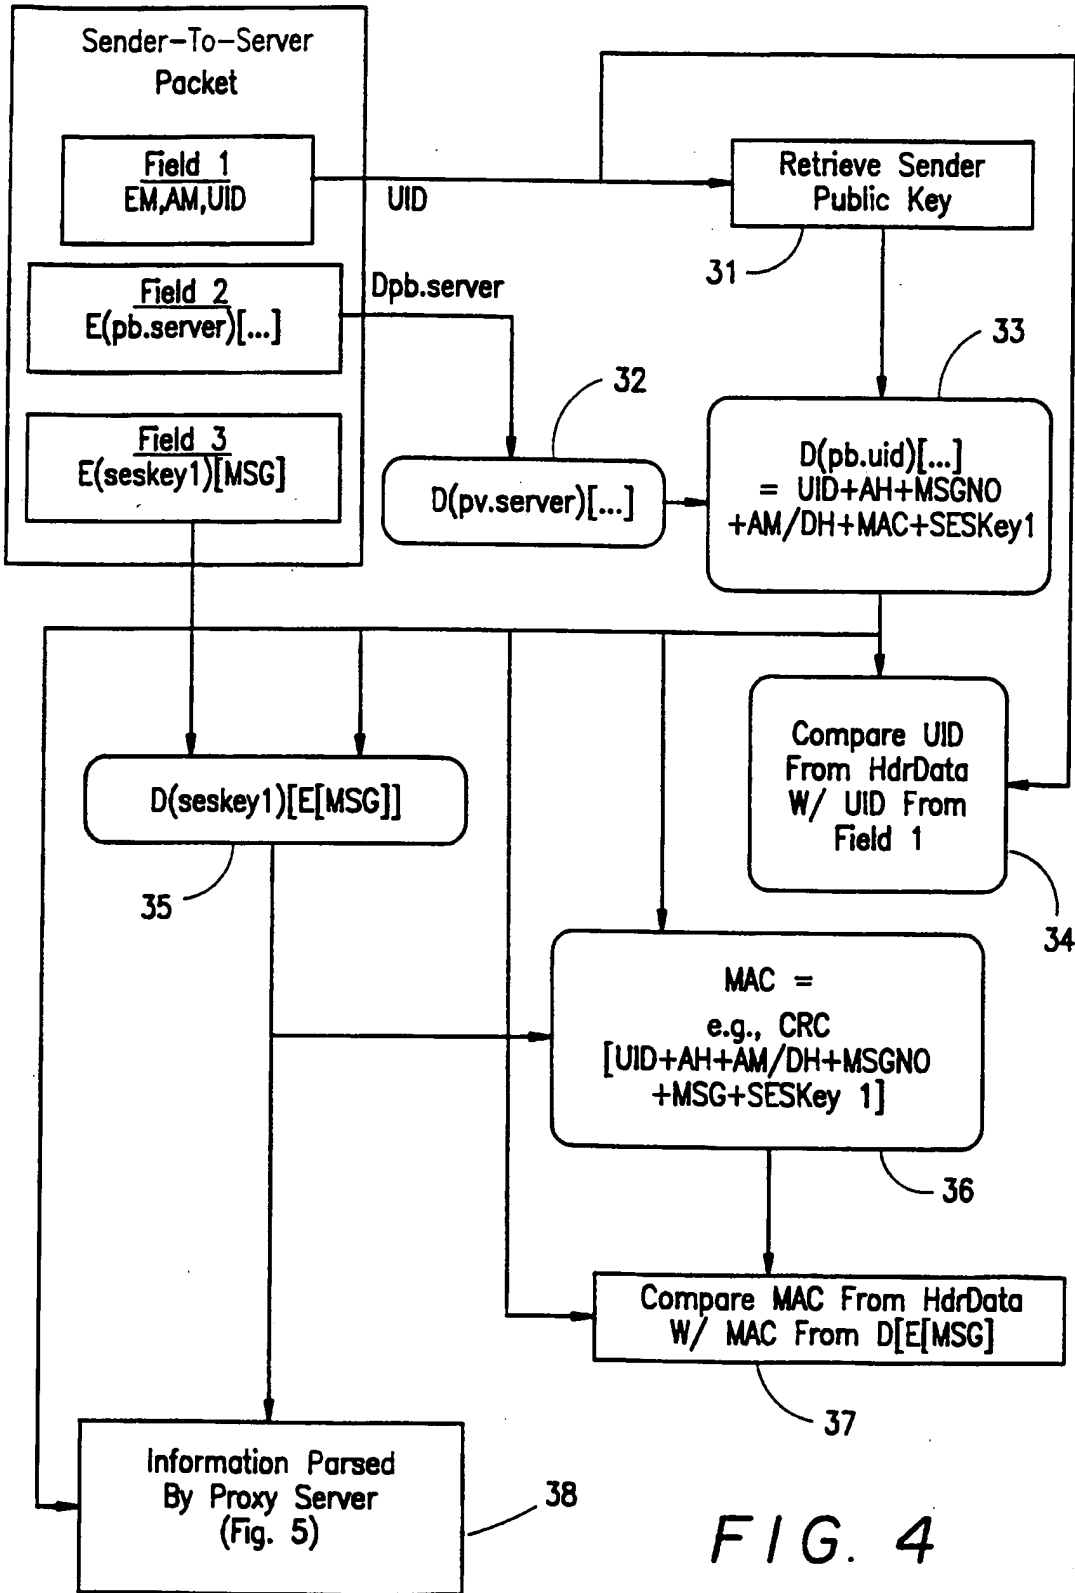 Sender-To-Server
Packet
Field 1
EM,AM,UID
UID
Retrieve Sender
Public Key
31
Field 2
E(pb.server)[...]
Dpb.server
33
32
Field 3
E(seskey1)[MSG]
D(pv.server)[...]
D(pb.uid)[...]
= UID+AH+MSGNO
+AM/DH+MAC+SESKey1
Compare UID
From HdrData
W/ UID From
Field 1
34
D(seskey1)[E[MSG]]
35
MAC =
e.g., CRC
[UID+AH+AM/DH+MSGNO
+MSG+SESKey 1]
36
Compare MAC From HdrData
W/ MAC From D[E[MSG]
37
Information Parsed
By Proxy Server
(Fig. 5)
38
FIG. 4